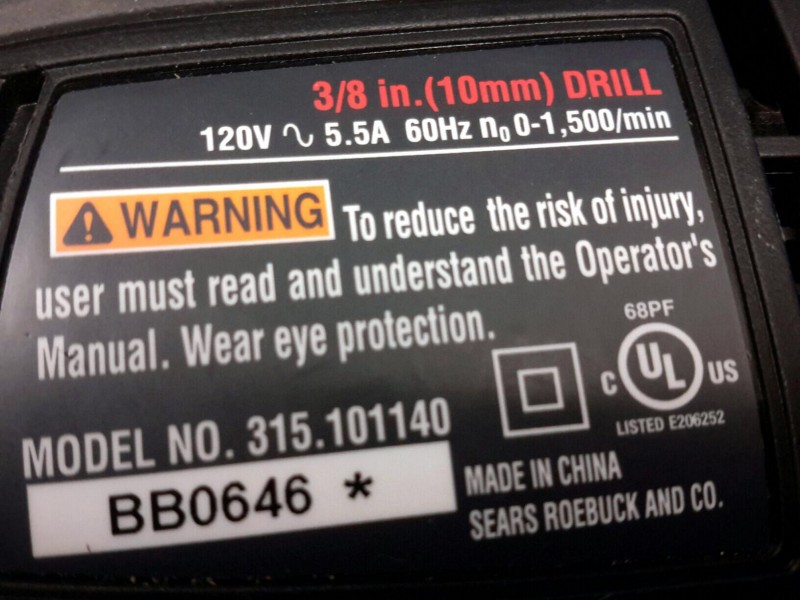 3/8 in.(10mm) DRILL
120V ∿ 5.5A 60Hz n₀ 0-1,500/min
⚠ WARNING To reduce the risk of injury,
user must read and understand the Operator's
Manual. Wear eye protection.
68PF
C UL US
LISTED E206252
MODEL NO. 315.101140
BB0646 *
MADE IN CHINA
SEARS ROEBUCK AND CO.